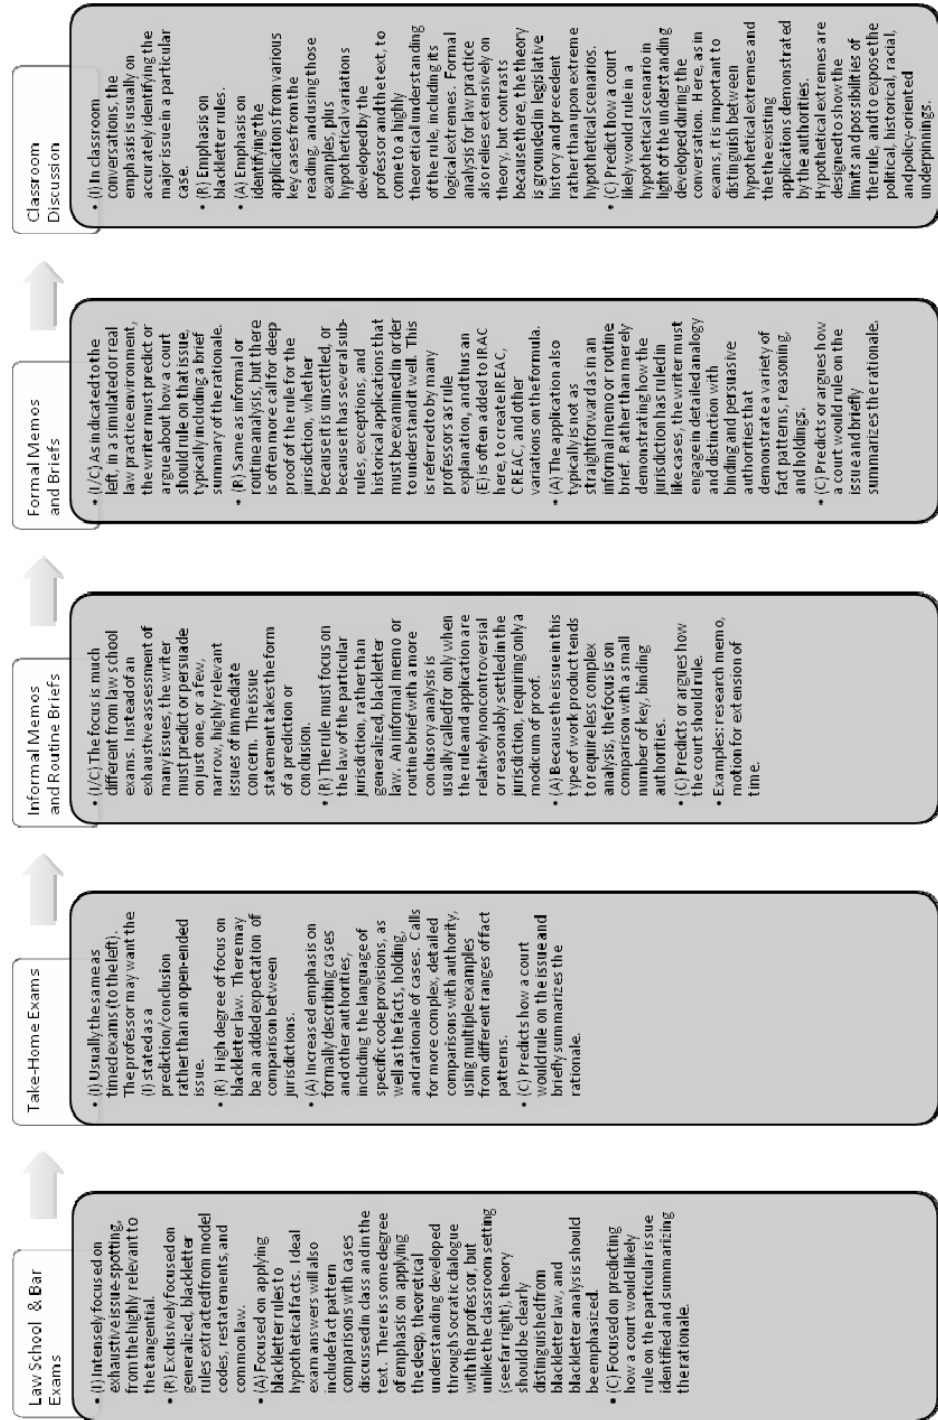 Law School & Bar
Exams
• (I) Intensely focused on
exhaustive issue-spotting,
from the highly relevant to
the tangential.
• (R) Exclusively focused on
generalized, blackletter
rules extracted from model
codes, restatements, and
common law.
• (A) Focused on applying
blackletter rules to
hypothetical facts. Ideal
exam answers will also
include fact pattern
comparisons with cases
discussed in class and in the
text. There is some degree
of emphasis on applying
the deep, theoretical
understanding developed
through Socratic dialogue
with the professor, but
unlike the classroom setting
(see far right), theory
should be clearly
distinguished from
blackletter law, and
blackletter analysis should
be emphasized.
• (C) Focused on predicting
how a court would likely
rule on the particular issue
identified and summarizing
the rationale.
Take-Home Exams
• (I) Usually the same as
timed exams (to the left).
The professor may want the
(I) stated as a
prediction/conclusion
rather than an open-ended
issue.
• (R) High degree of focus on
blackletter law. There may
be an added expectation of
comparison between
jurisdictions.
• (A) Increased emphasis on
formally describing cases
and other authorities,
including the language of
specific code provisions, as
well as the facts, holding,
and rationale of cases. Calls
for more complex, detailed
comparisons with authority,
using multiple examples
from different ranges of fact
patterns.
• (C) Predicts how a court
would rule on the issue and
briefly summarizes the
rationale.
Informal Memos
and Routine Briefs
• (I/C) The focus is much
different from law school
exams. Instead of an
exhaustive assessment of
many issues, the writer
must predict or persuade
on just one, or a few,
narrow, highly relevant
issues of immediate
concern. The issue
statement takes the form
of a prediction or
conclusion.
• (R) The rule must focus on
the law of the particular
jurisdiction, rather than
generalized, blackletter
law. An informal memo or
routine brief with a more
conclusory analysis is
usually called for only when
the rule and application are
relatively noncontroversial
or reasonably settled in the
jurisdiction, requiring only a
modicum of proof.
• (A) Because the issue in this
type of work product tends
to require less complex
analysis, the focus is on
comparison with a small
number of key, binding
authorities.
• (C) Predicts or argues how
the court should rule.
• Examples: research memo,
motion for extension of
time.
Formal Memos
and Briefs
• (I/C) As indicated to the
left, in a simulated or real
law practice environment,
the writer must predict or
argue about how a court
should rule on that issue,
typically including a brief
summary of the rationale.
• (R) Same as informal or
routine analysis, but there
is often more call for deep
proof of the rule for the
jurisdiction, whether
because it is unsettled, or
because it has several sub-
rules, exceptions, and
historical applications that
must be examined in order
to understand it well. This
is referred to by many
professors as rule
explanation, and thus an
(E) is often added to IRAC
here, to create IREAC,
CREAC, and other
variations on the formula.
• (A) The application also
typically is not as
straightforward as in an
informal memo or routine
brief. Rather than merely
demonstrating how the
jurisdiction has ruled in
like cases, the writer must
engage in detailed analogy
and distinction with
binding and persuasive
authorities that
demonstrate a variety of
fact patterns, reasoning,
and holdings.
• (C) Predicts or argues how
a court would rule on the
issue and briefly
summarizes the rationale.
Classroom
Discussion
• (I) In classroom
conversations, the
emphasis is usually on
accurately identifying the
major issue in a particular
case.
• (R) Emphasis on
blackletter rules.
• (A) Emphasis on
identifying the
applications from various
key cases from the
reading, and using those
examples, plus
hypothetical variations
developed by the
professor and the text, to
come to a highly
theoretical understanding
of the rule, including its
logical extremes. Formal
analysis for law practice
also relies extensively on
theory, but contrasts
because there, the theory
is grounded in legislative
history and precedent
rather than upon extreme
hypothetical scenarios.
• (C) Predict how a court
likely would rule in a
hypothetical scenario in
light of the understanding
developed during the
conversation. Here, as in
exams, it is important to
distinguish between
hypothetical extremes and
the the existing
applications demonstrated
by the authorities.
Hypothetical extremes are
designed to show the
limits and possibilities of
the rule, and to expose the
political, historical, racial,
and policy-oriented
underpinnings.